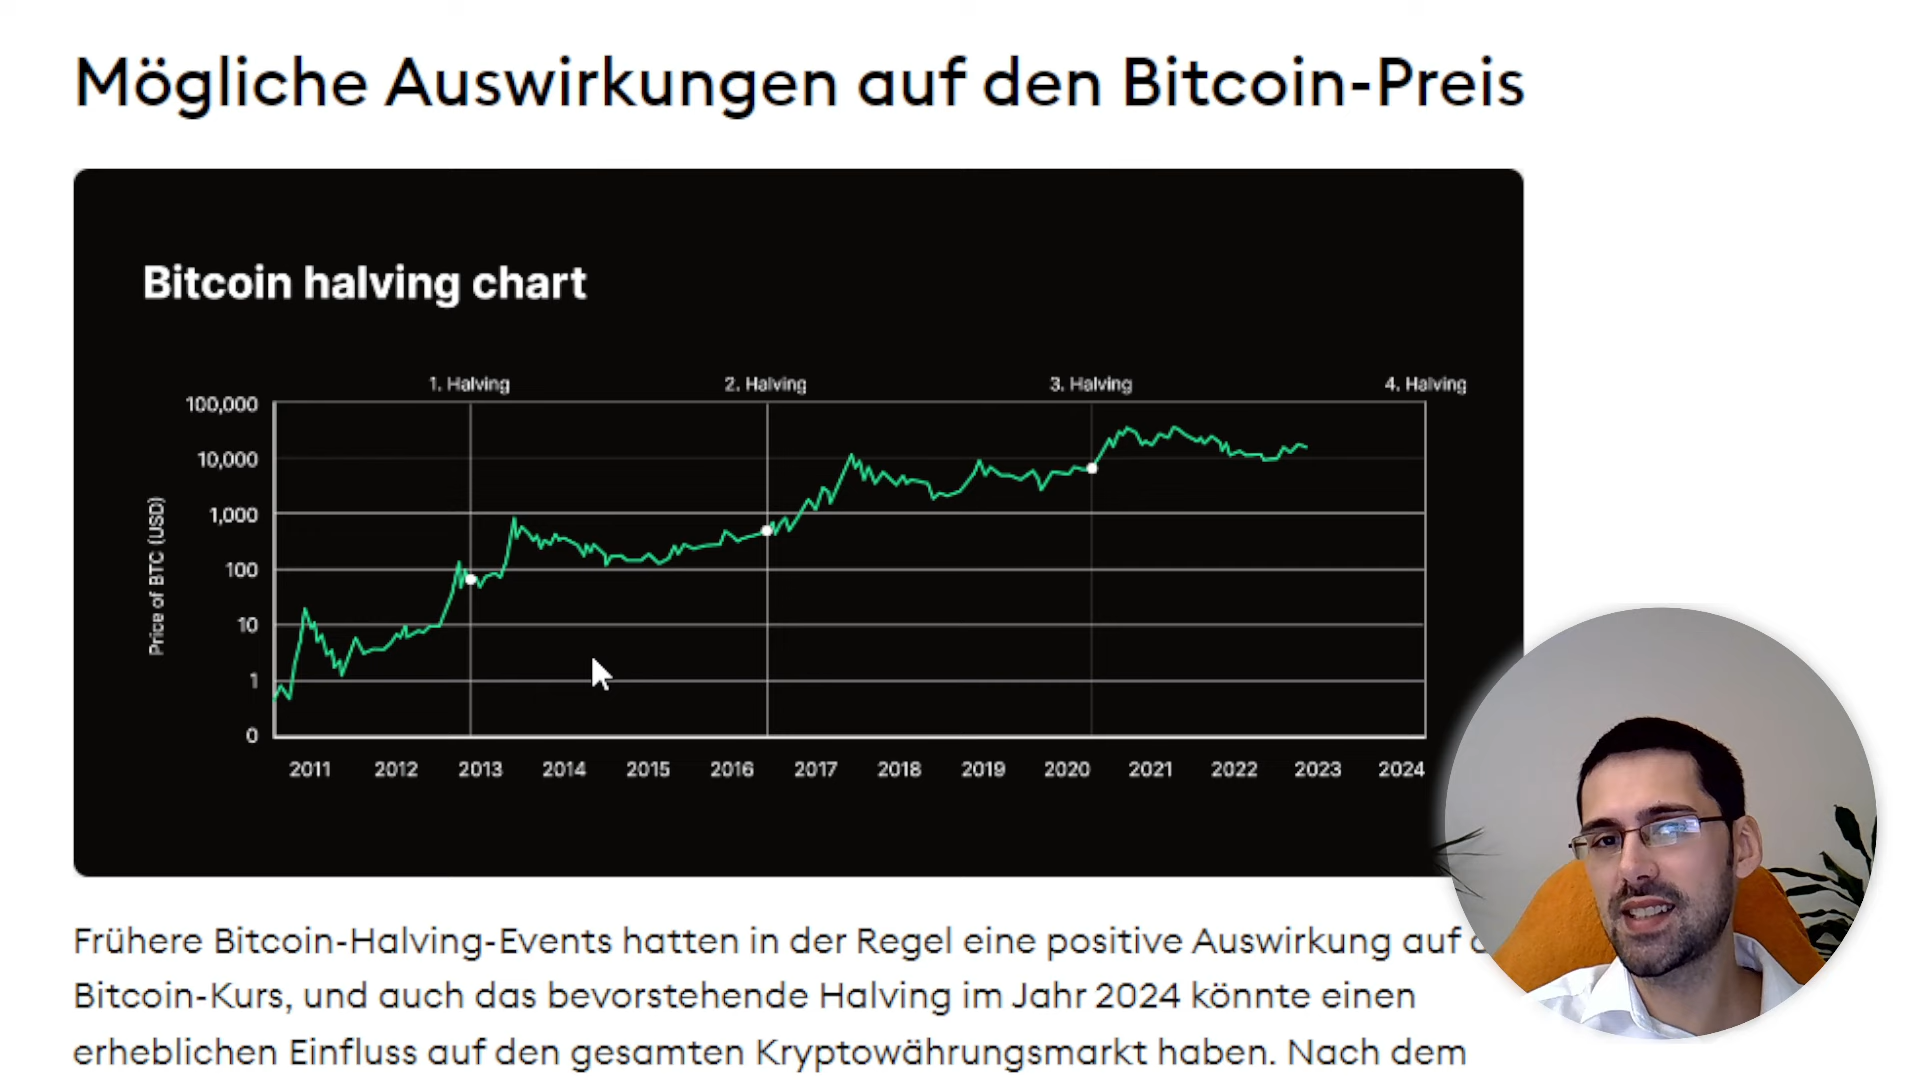 Mögliche Auswirkungen auf den Bitcoin-Preis
Bitcoin halving chart
1. Halving 2. Halving 3. Halving 4. Halving
100,000
10,000
1,000
100
10
1
0
Price of BTC (USD)
2011 2012 2013 2014 2015 2016 2017 2018 2019 2020 2021 2022 2023 2024
Frühere Bitcoin-Halving-Events hatten in der Regel eine positive Auswirkung auf
Bitcoin-Kurs, und auch das bevorstehende Halving im Jahr 2024 könnte einen
erheblichen Einfluss auf den gesamten Kryptowährungsmarkt haben. Nach dem